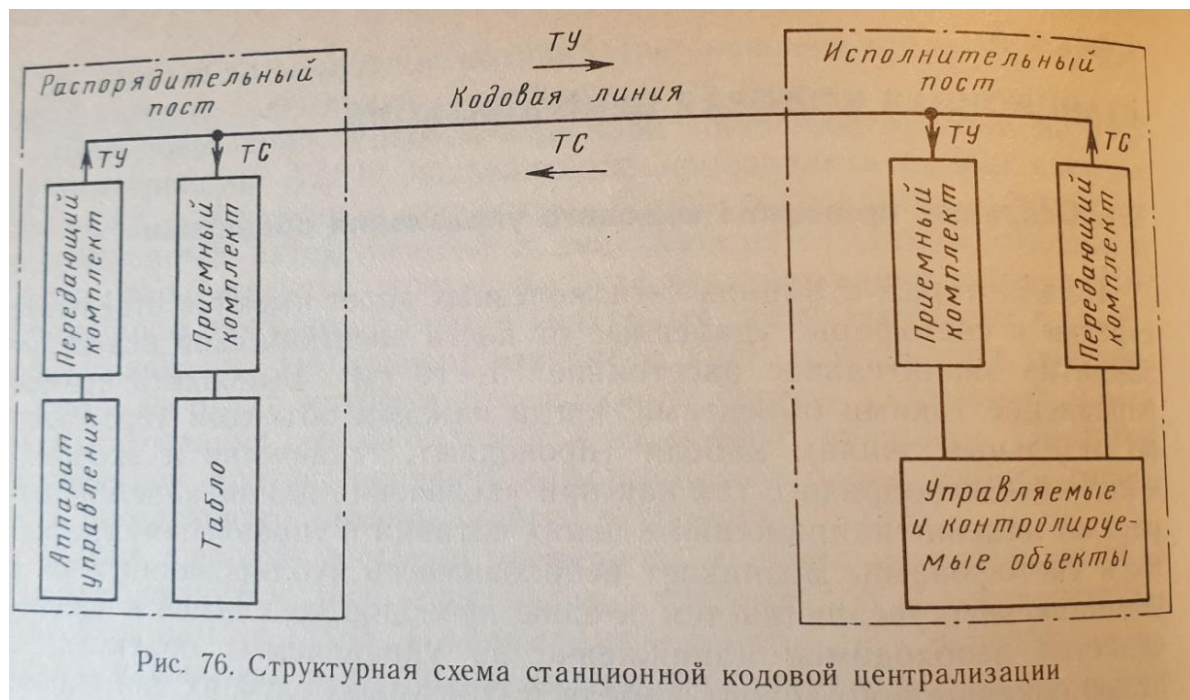 ТУ
Распорядительный
пост
Кодовая линия
Исполнительный
пост
ТУ
ТС
ТС
ТУ
ТС
Передающий
комплект
Приемный
комплект
Приемный
комплект
Передающий
комплект
Аппарат
управления
Табло
Управляемые
и контролируе-
мые объекты
Рис. 76. Структурная схема станционной кодовой централизации